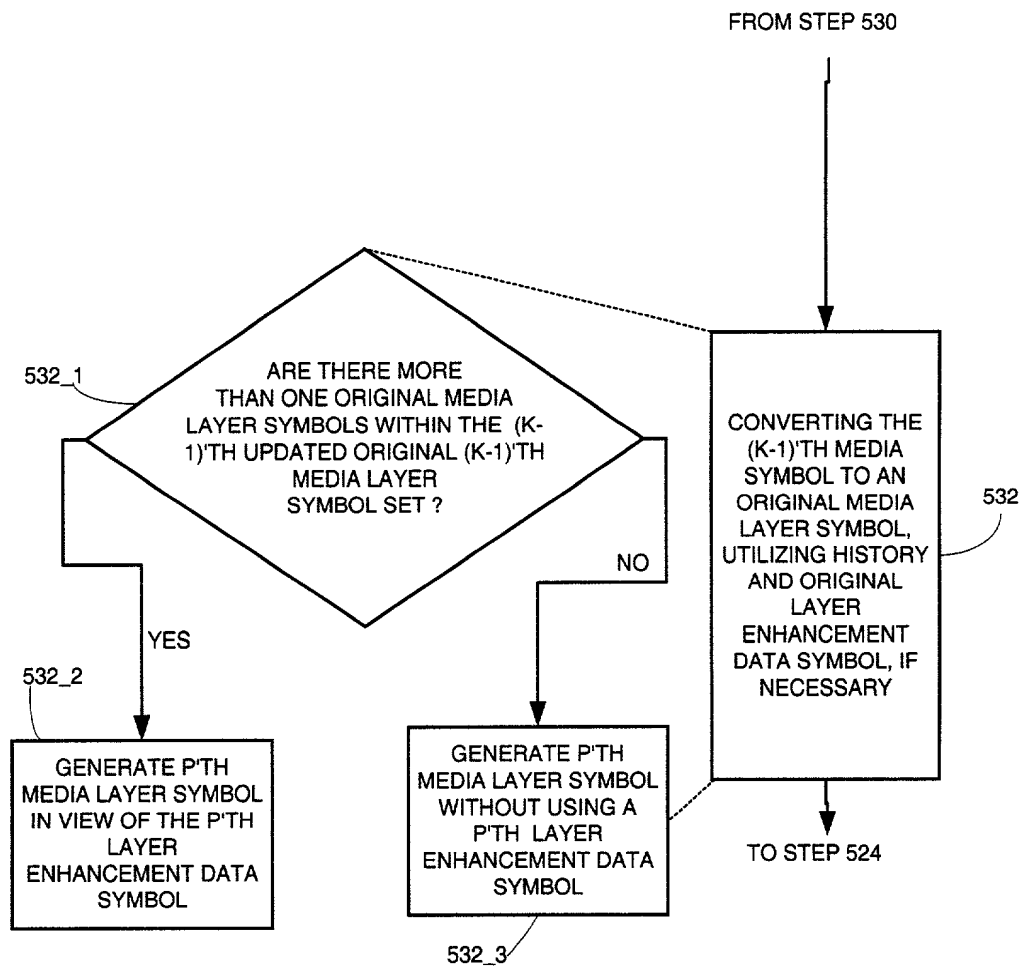 FROM STEP 530
532_1
ARE THERE MORE
THAN ONE ORIGINAL MEDIA
LAYER SYMBOLS WITHIN THE (K-
1)'TH UPDATED ORIGINAL (K-1)'TH
MEDIA LAYER
SYMBOL SET ?
CONVERTING THE
(K-1)'TH MEDIA
SYMBOL TO AN
ORIGINAL MEDIA
LAYER SYMBOL,
UTILIZING HISTORY
AND ORIGINAL
LAYER
ENHANCEMENT
DATA SYMBOL, IF
NECESSARY
532
NO
YES
532_2
GENERATE P'TH
MEDIA LAYER SYMBOL
IN VIEW OF THE P'TH
LAYER
ENHANCEMENT DATA
SYMBOL
GENERATE P'TH
MEDIA LAYER SYMBOL
WITHOUT USING A
P'TH LAYER
ENHANCEMENT DATA
SYMBOL
532_3
TO STEP 524